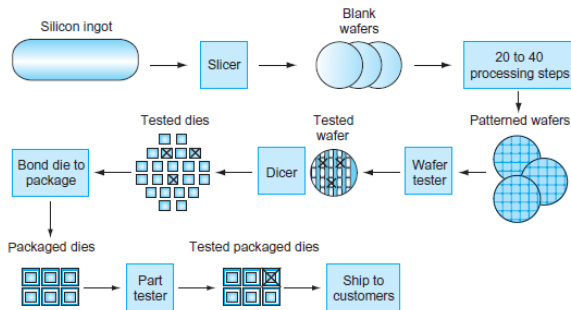 Silicon ingot
Slicer
Blank
wafers
20 to 40
processing steps
Tested dies
Tested
wafer
Patterned wafers
Bond die to
package
Dicer
Wafer
tester
Packaged dies
Tested packaged dies
Part
tester
Ship to
customers